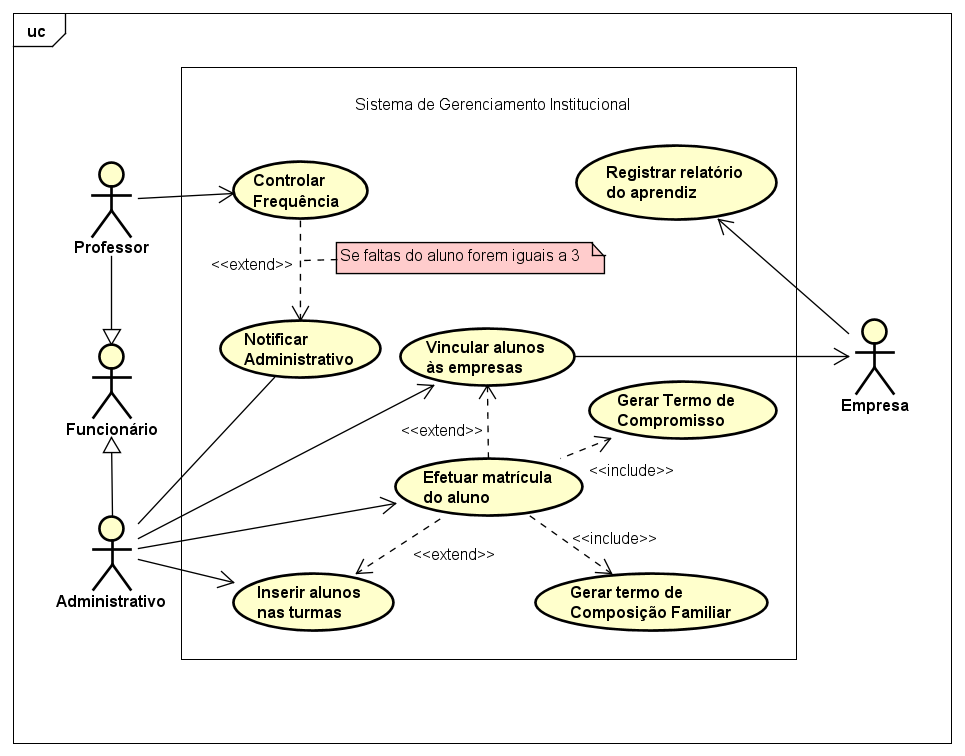 uc
Sistema de Gerenciamento Institucional
Controlar
Frequência
Registrar relatório
do aprendiz
Professor
<<extend>>
Se faltas do aluno forem iguais a 3
Notificar
Administrativo
Vincular alunos
às empresas
Empresa
Funcionário
Gerar Termo de
Compromisso
<<extend>>
<<include>>
Efetuar matrícula
do aluno
<<include>>
<<extend>>
Administrativo
Inserir alunos
nas turmas
Gerar termo de
Composição Familiar